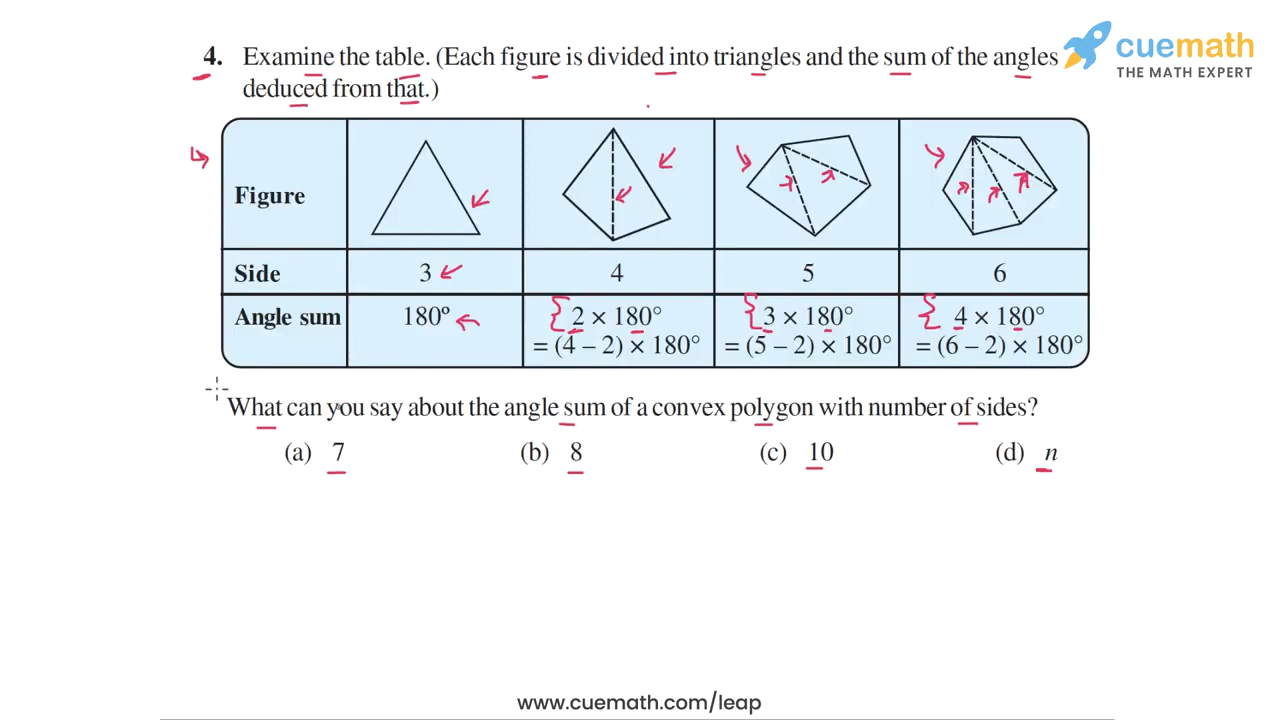 cuemath
THE MATH EXPERT
4. Examine the table. (Each figure is divided into triangles and the sum of the angles
deduced from that.)
Figure
Side 3 4 5 6
Angle sum 180º 2 × 180° 3 × 180° 4 × 180°
= (4 – 2) × 180° = (5 – 2) × 180° = (6 – 2) × 180°
What can you say about the angle sum of a convex polygon with number of sides?
(a) 7 (b) 8 (c) 10 (d) n
www.cuemath.com/leap